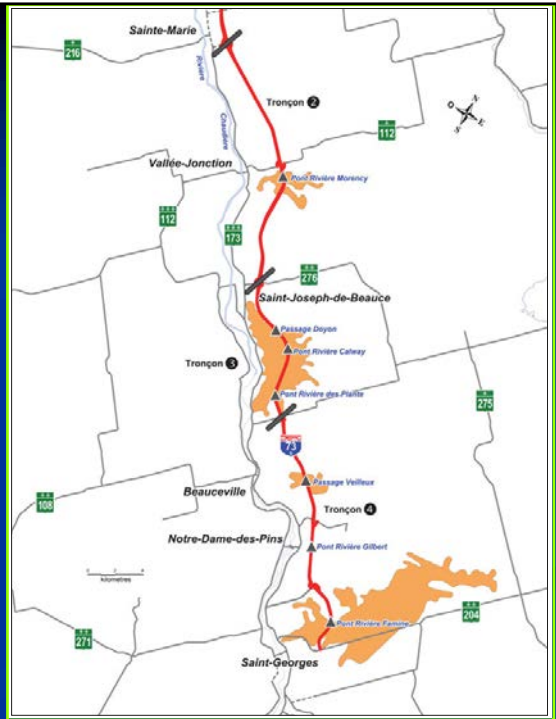 Sainte-Marie
216
Rivière
Chaudière
Tronçon 2
N
O
E
S
112
Vallée-Jonction
Pont Rivière Morency
112
173
276
Saint-Joseph-de-Beauce
Passage Doyon
Pont Rivière Calway
Tronçon 3
Pont Rivière des Plante
275
73
Beauceville
Passage Veilleux
108
Tronçon 4
Notre-Dame-des-Pins
Pont Rivière Gilbert
kilometres
204
Pont Rivière Famine
271
Saint-Georges